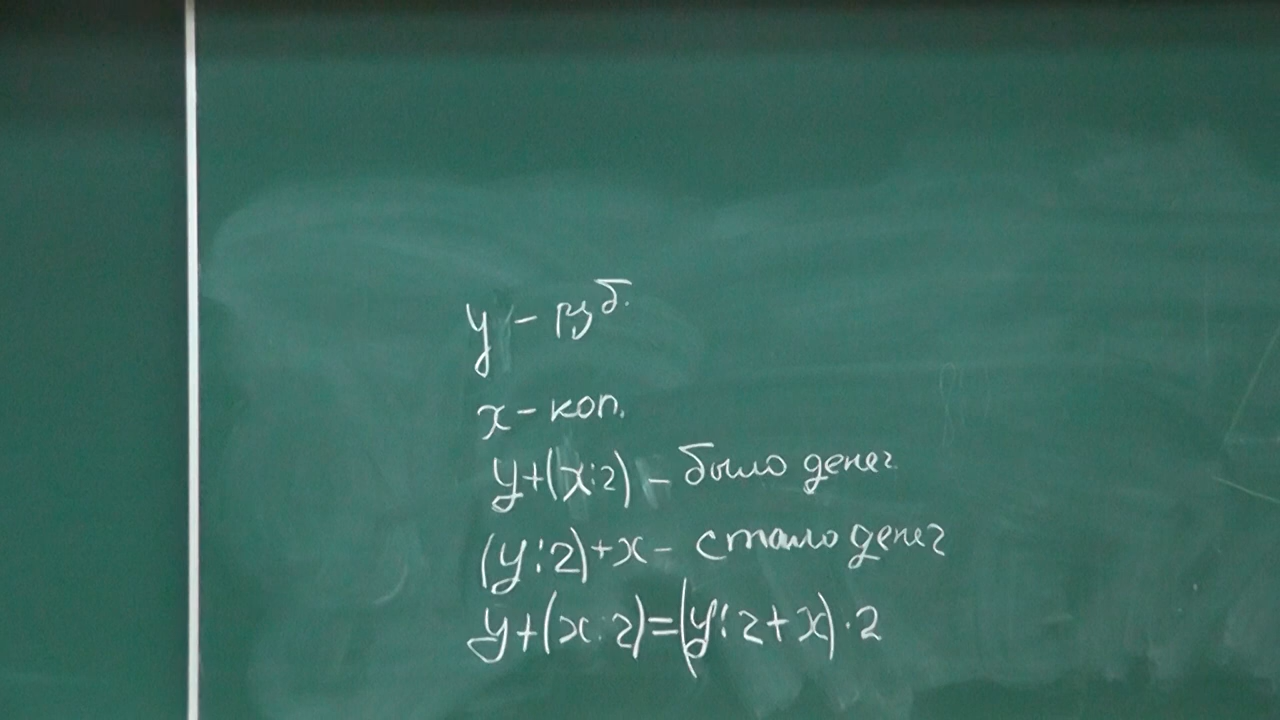 y – руб.
x – коп.
y+(x:2) – было денег
(y:2)+x – стало денег
y+(x:2)=(y:2+x)·2